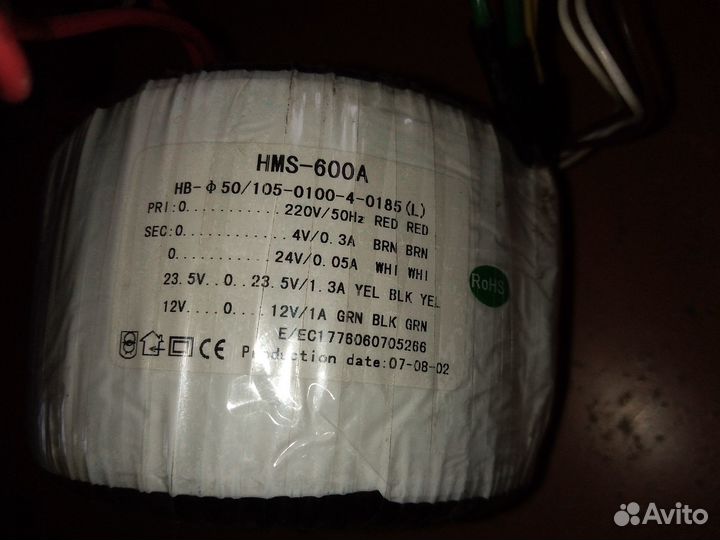 HMS-600A
HB-Φ50/105-0100-4-0185(L)
PRI:0...........220V/50Hz RED RED
SEC:0............4V/0.3A BRN BRN
0...........24V/0.05A WHI WHI
23.5V..0..23.5V/1.3A YEL BLK YEL
12V....0....12V/1A GRN BLK GRN
E/EC1776060705266
CE Production date:07-08-02
RoHS
Avito